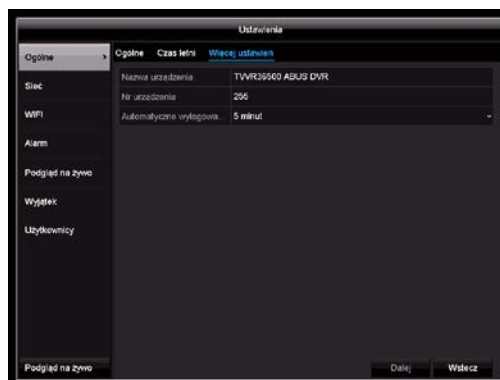 Ustawienia
Ogólne
Sieć
WIFI
Alarm
Podgląd na żywo
Wyjątek
Użytkownicy
Podgląd na żywo
Ogólne Czas letni Więcej ustawień
Nazwa urządzenia TVVR36500 ABUS DVR
Nr urządzenia 255
Automatyczne wylogowa.. 5 minut
Dalej Wstecz